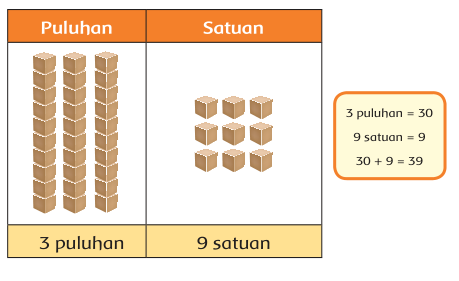 Puluhan Satuan
3 puluhan = 30
9 satuan = 9
30 + 9 = 39
3 puluhan 9 satuan